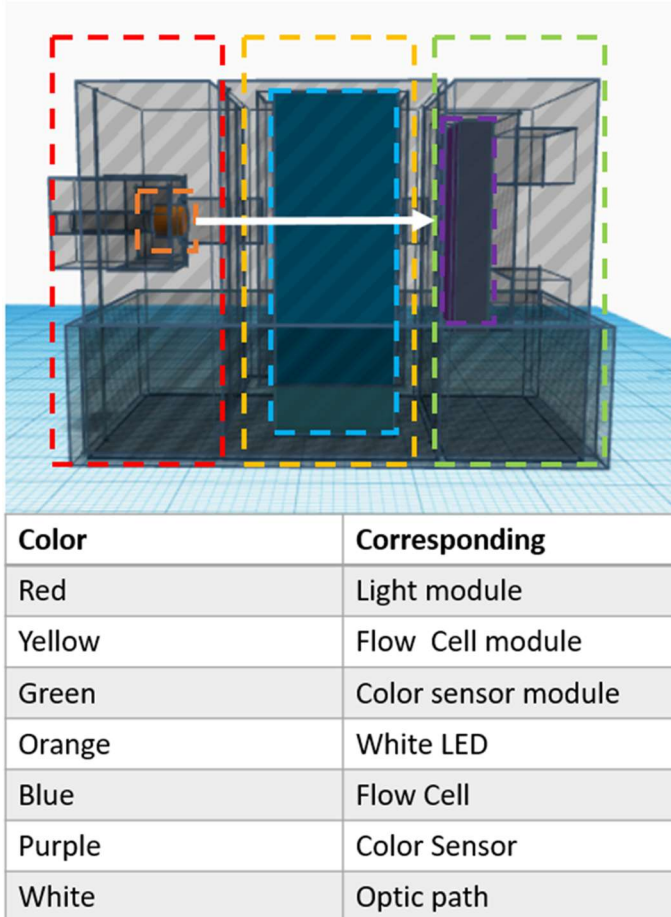 Color Corresponding
Red Light module
Yellow Flow Cell module
Green Color sensor module
Orange White LED
Blue Flow Cell
Purple Color Sensor
White Optic path